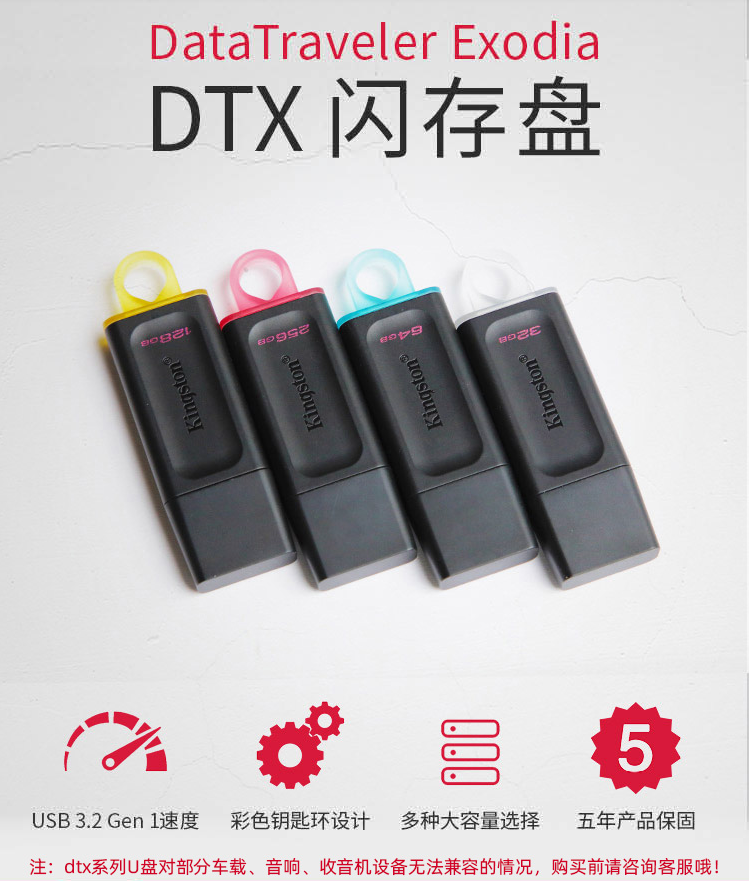 DataTraveler Exodia
DTX 闪存盘
128GB
256GB
64GB
32GB
Kingston®
Kingston®
Kingston®
Kingston®
5
USB 3.2 Gen 1速度
彩色钥匙环设计
多种大容量选择
五年产品保固
注：dtx系列U盘对部分车载、音响、收音机设备无法兼容的情况，购买前请咨询客服哦！